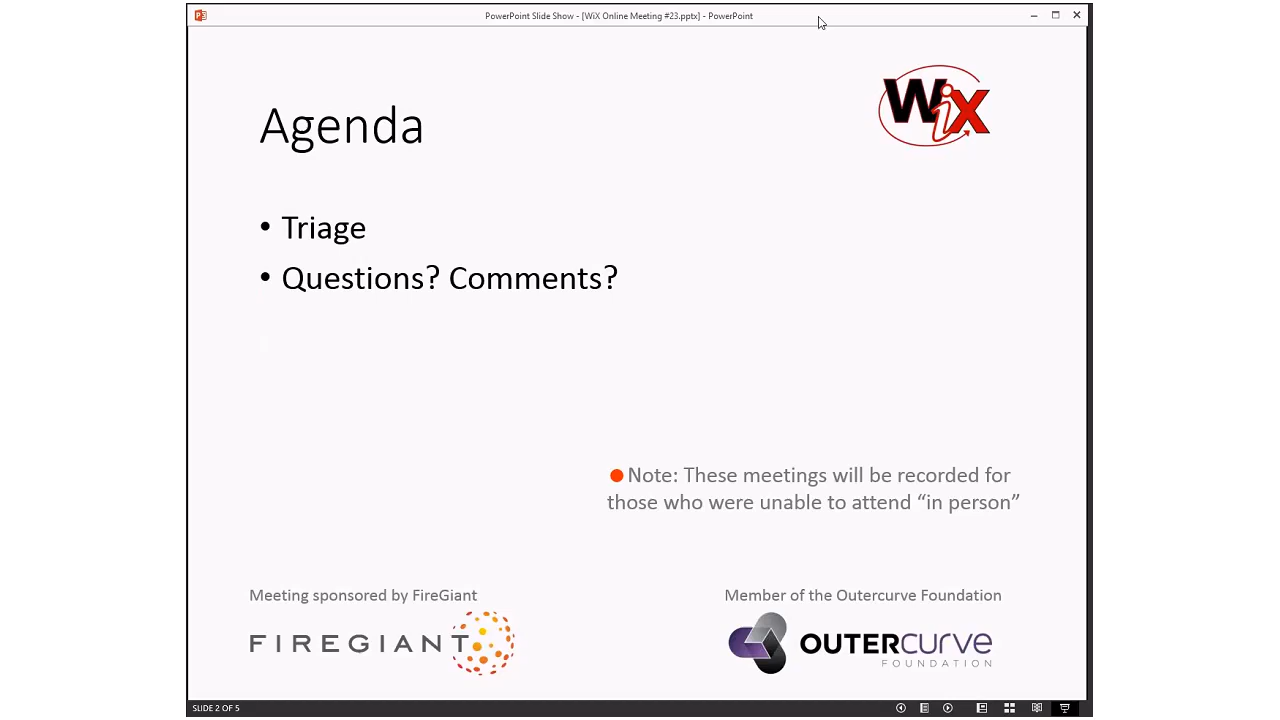 PowerPoint Slide Show - [WiX Online Meeting #23.pptx] - PowerPoint
WiX
Agenda
• Triage
• Questions? Comments?
Note: These meetings will be recorded for
those who were unable to attend “in person”
Meeting sponsored by FireGiant
FIREGIANT
Member of the Outercurve Foundation
OUTERCURVE
FOUNDATION
SLIDE 2 OF 5